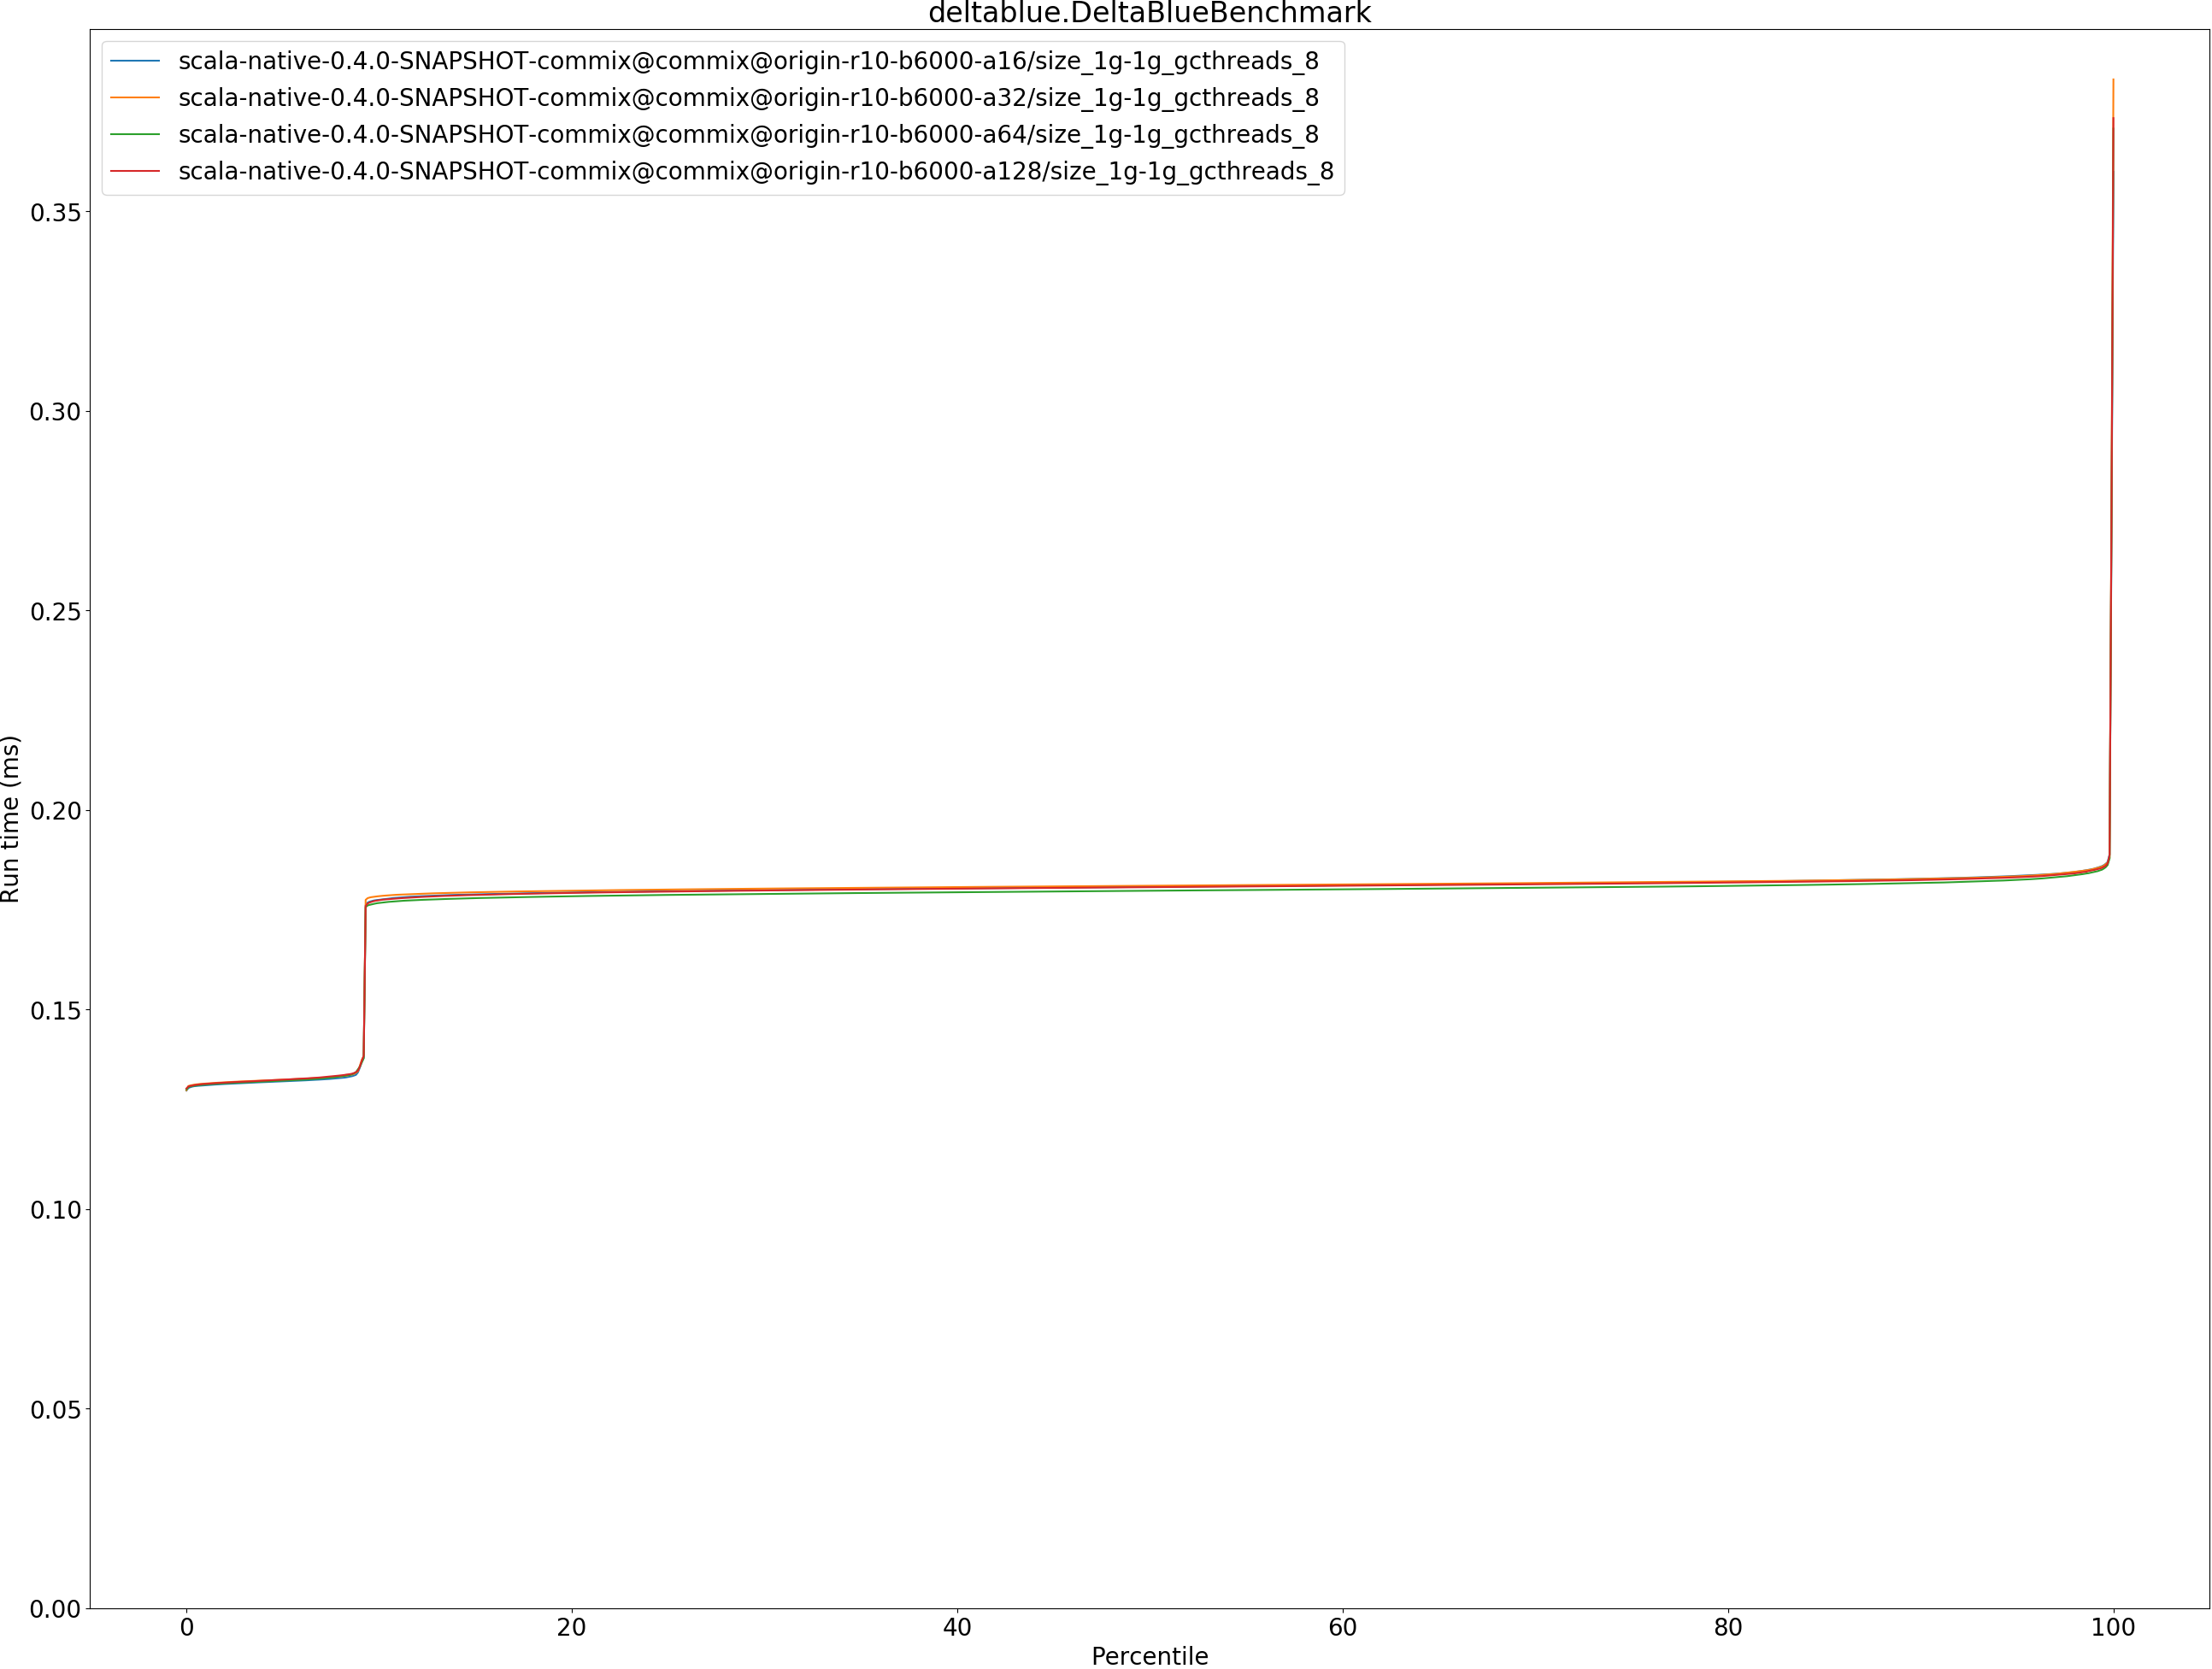 deltablue.DeltaBlueBenchmark
scala-native-0.4.0-SNAPSHOT-commix@commix@origin-r10-b6000-a16/size_1g-1g_gcthreads_8
scala-native-0.4.0-SNAPSHOT-commix@commix@origin-r10-b6000-a32/size_1g-1g_gcthreads_8
scala-native-0.4.0-SNAPSHOT-commix@commix@origin-r10-b6000-a64/size_1g-1g_gcthreads_8
scala-native-0.4.0-SNAPSHOT-commix@commix@origin-r10-b6000-a128/size_1g-1g_gcthreads_8
0.35
0.30
0.25
0.20
0.15
0.10
0.05
0.00
Run time (ms)
0 20 40 60 80 100
Percentile